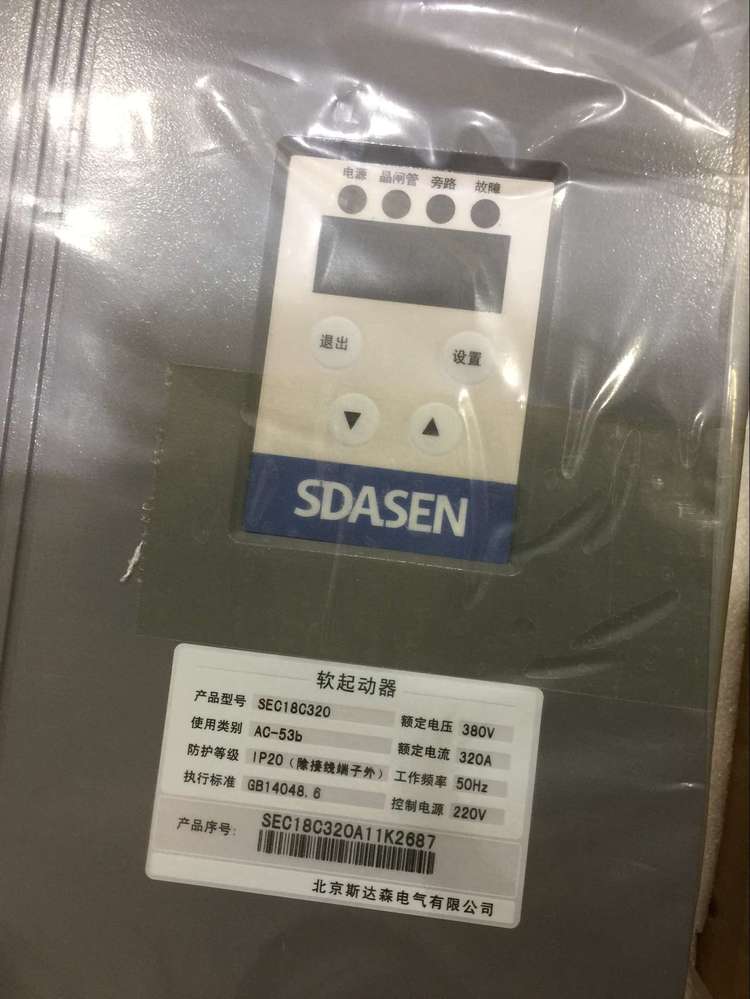 电源 晶闸管 旁路 故障
退出 设置
▼ ▲
SDASEN
软起动器
产品型号 SEC18C320 额定电压 380V
使用类别 AC-53b 额定电流 320A
防护等级 IP20（除接线端子外） 工作频率 50Hz
执行标准 GB14048.6 控制电源 220V
产品序号: SEC18C320A11K2687
北京斯达森电气有限公司